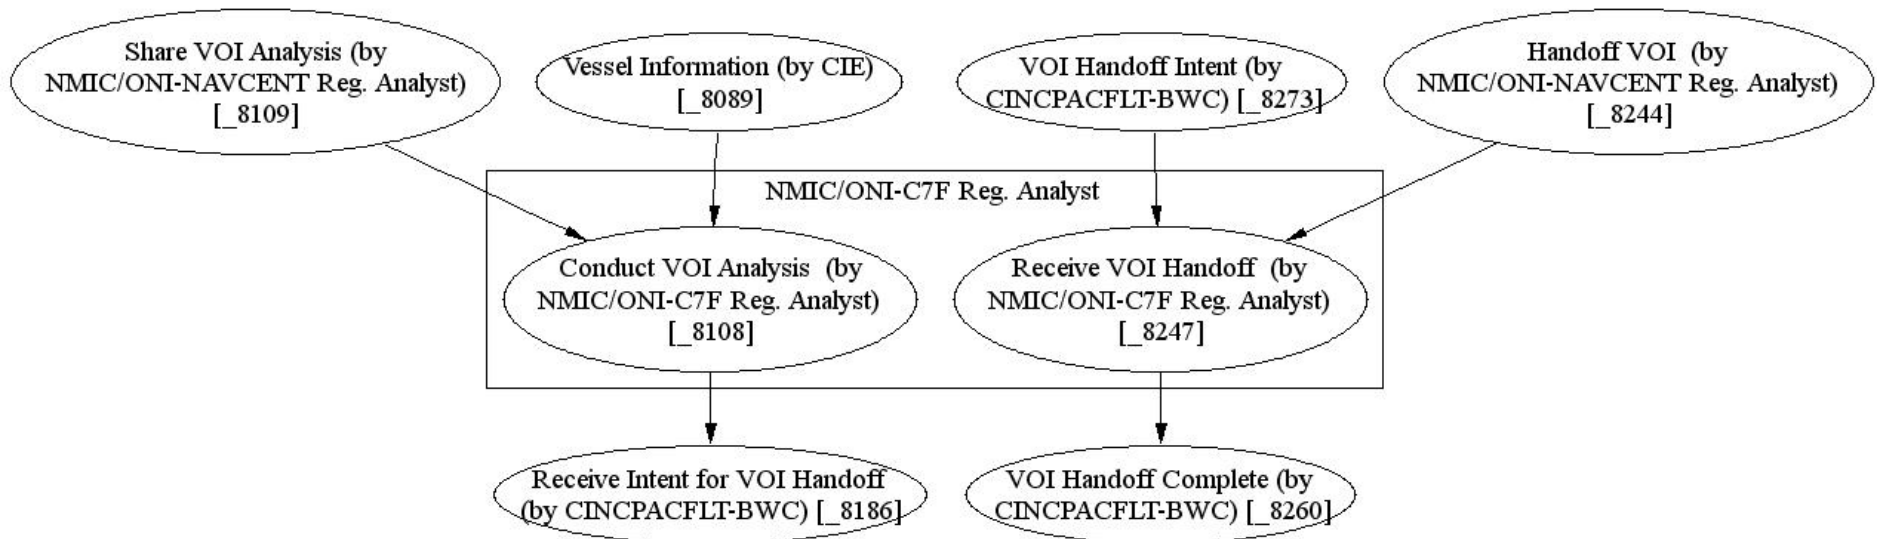 Share VOI Analysis (by
NMIC/ONI-NAVCENT Reg. Analyst)
[_8109]
Vessel Information (by CIE)
[_8089]
VOI Handoff Intent (by
CINCPACFLT-BWC) [_8273]
Handoff VOI (by
NMIC/ONI-NAVCENT Reg. Analyst)
[_8244]
NMIC/ONI-C7F Reg. Analyst
Conduct VOI Analysis (by
NMIC/ONI-C7F Reg. Analyst)
[_8108]
Receive VOI Handoff (by
NMIC/ONI-C7F Reg. Analyst)
[_8247]
Receive Intent for VOI Handoff
(by CINCPACFLT-BWC) [_8186]
VOI Handoff Complete (by
CINCPACFLT-BWC) [_8260]